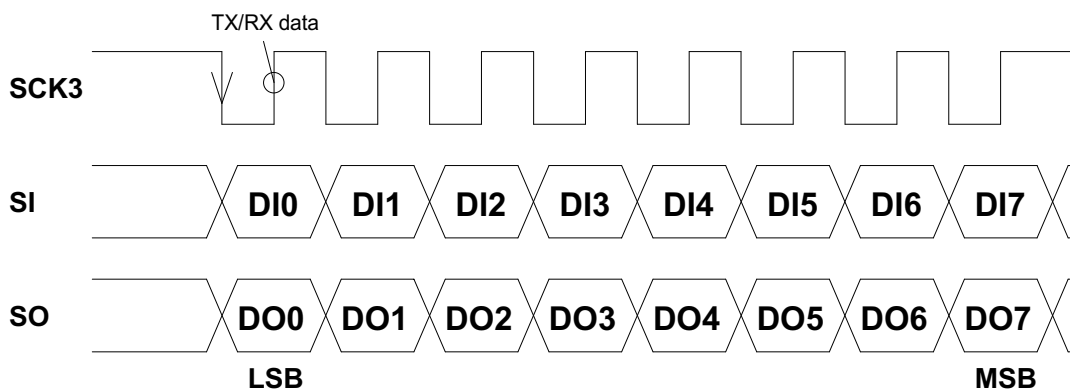 TX/RX data
SCK3
SI DI0 DI1 DI2 DI3 DI4 DI5 DI6 DI7
SO DO0 DO1 DO2 DO3 DO4 DO5 DO6 DO7
LSB MSB